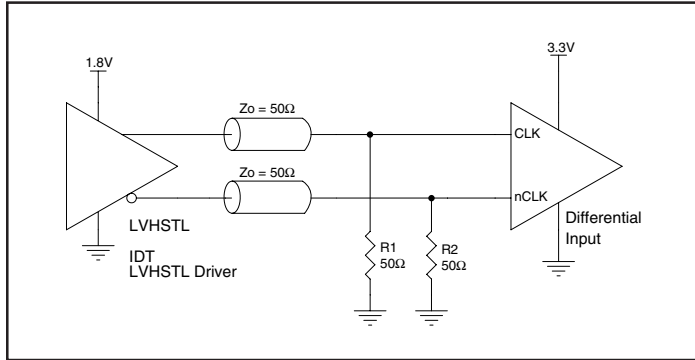 1.8V
3.3V
Zo = 50Ω
CLK
Zo = 50Ω
nCLK
LVHSTL
IDT
LVHSTL Driver
R1
50Ω
R2
50Ω
Differential
Input